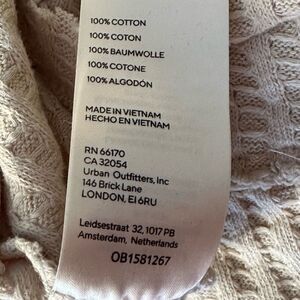 100% COTTON
100% COTON
100% BAUMWOLLE
100% COTONE
100% ALGODÓN
MADE IN VIETNAM
HECHO EN VIETNAM
RN 66170
CA 32054
Urban Outfitters, Inc
146 Brick Lane
LONDON, E1 6RU
Leidsestraat 32, 1017 PB
Amsterdam, Netherlands
OB1581267